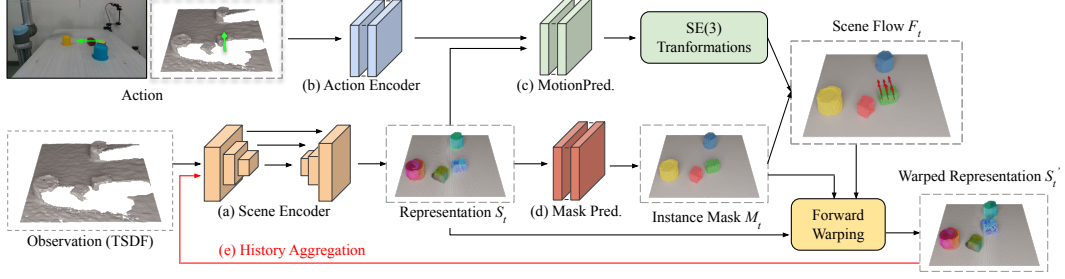 SE(3)
Tranformations
Scene Flow F_t
Action
(b) Action Encoder
(c) MotionPred.
Observation (TSDF)
(a) Scene Encoder
Representation S_t
(d) Mask Pred.
Instance Mask M_t
Forward
Warping
Warped Representation S_t'
(e) History Aggregation